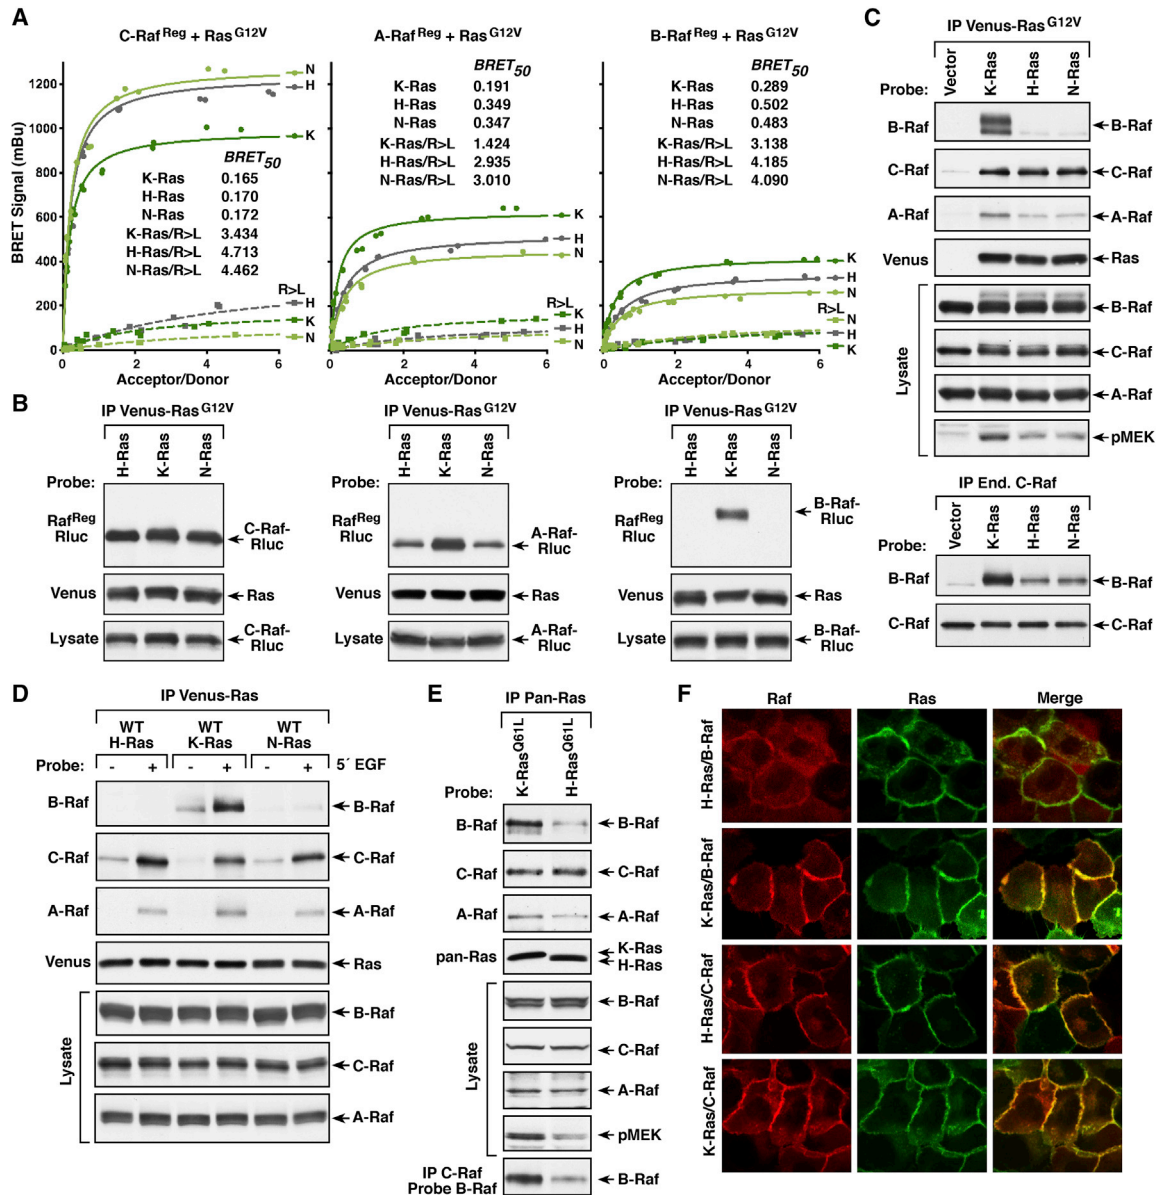 A
C-Raf Reg + Ras G12V
A-Raf Reg + Ras G12V
B-Raf Reg + Ras G12V
BRET Signal (mBu)
1200
1000
800
600
400
200
0
BRET50
K-Ras 0.165
H-Ras 0.170
N-Ras 0.172
K-Ras/R>L 3.434
H-Ras/R>L 4.713
N-Ras/R>L 4.462
N
H
K
R>L
H
K
N
0 2 4 6
Acceptor/Donor
BRET50
K-Ras 0.191
H-Ras 0.349
N-Ras 0.347
K-Ras/R>L 1.424
H-Ras/R>L 2.935
N-Ras/R>L 3.010
K
H
N
R>L
K
H
N
0 2 4 6
Acceptor/Donor
BRET50
K-Ras 0.289
H-Ras 0.502
N-Ras 0.483
K-Ras/R>L 3.138
H-Ras/R>L 4.185
N-Ras/R>L 4.090
K
H
N
R>L
N
H
K
0 2 4 6
Acceptor/Donor
B
IP Venus-Ras G12V
H-Ras K-Ras N-Ras
Probe:
Raf Reg Rluc
C-Raf-Rluc
Venus
Ras
Lysate
C-Raf-Rluc
IP Venus-Ras G12V
H-Ras K-Ras N-Ras
Probe:
Raf Reg Rluc
A-Raf-Rluc
Venus
Ras
Lysate
A-Raf-Rluc
IP Venus-Ras G12V
H-Ras K-Ras N-Ras
Probe:
Raf Reg Rluc
B-Raf-Rluc
Venus
Ras
Lysate
B-Raf-Rluc
C
IP Venus-Ras G12V
Probe: Vector K-Ras H-Ras N-Ras
B-Raf B-Raf
C-Raf C-Raf
A-Raf A-Raf
Venus Ras
Lysate
B-Raf
C-Raf
A-Raf
pMEK
IP End. C-Raf
Probe: Vector K-Ras H-Ras N-Ras
B-Raf B-Raf
C-Raf C-Raf
D
IP Venus-Ras
WT H-Ras
WT K-Ras
WT N-Ras
Probe: - + - + - + 5´ EGF
B-Raf B-Raf
C-Raf C-Raf
A-Raf A-Raf
Venus Ras
Lysate
B-Raf
C-Raf
A-Raf
E
IP Pan-Ras
Probe: K-Ras Q61L H-Ras Q61L
B-Raf B-Raf
C-Raf C-Raf
A-Raf A-Raf
pan-Ras K-Ras
H-Ras
Lysate
B-Raf
C-Raf
A-Raf
pMEK
IP C-Raf
Probe B-Raf B-Raf
F
Raf Ras Merge
H-Ras/B-Raf
K-Ras/B-Raf
H-Ras/C-Raf
K-Ras/C-Raf